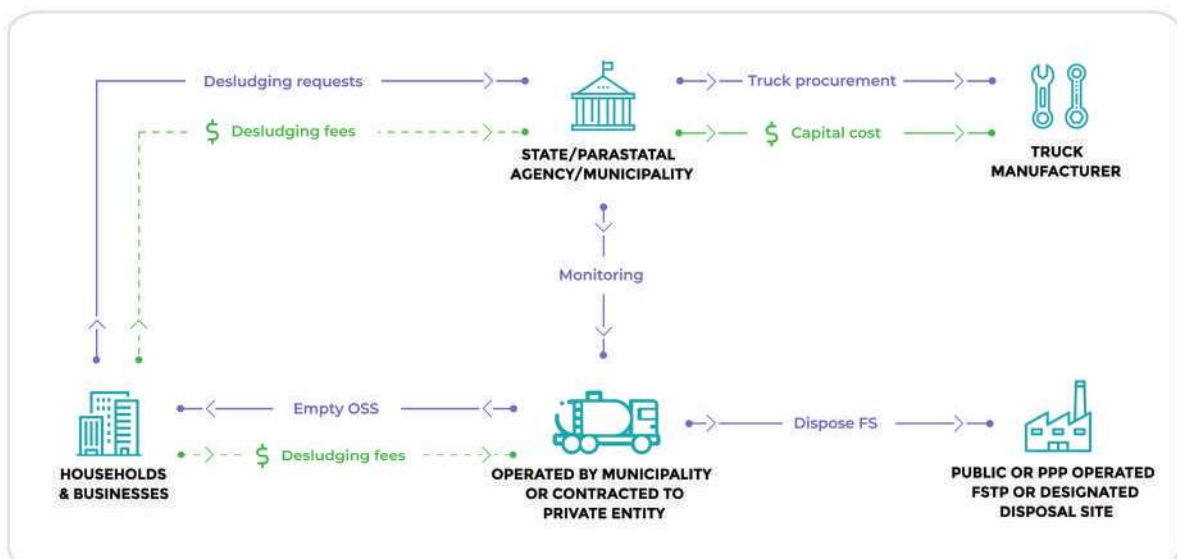 Desludging requests
Truck procurement
$ Desludging fees
$ Capital cost
STATE/PARASTATAL
AGENCY/MUNICIPALITY
TRUCK
MANUFACTURER
Monitoring
Empty OSS
Dispose FS
$ Desludging fees
HOUSEHOLDS
& BUSINESSES
OPERATED BY MUNICIPALITY
OR CONTRACTED TO
PRIVATE ENTITY
PUBLIC OR PPP OPERATED
FSTP OR DESIGNATED
DISPOSAL SITE